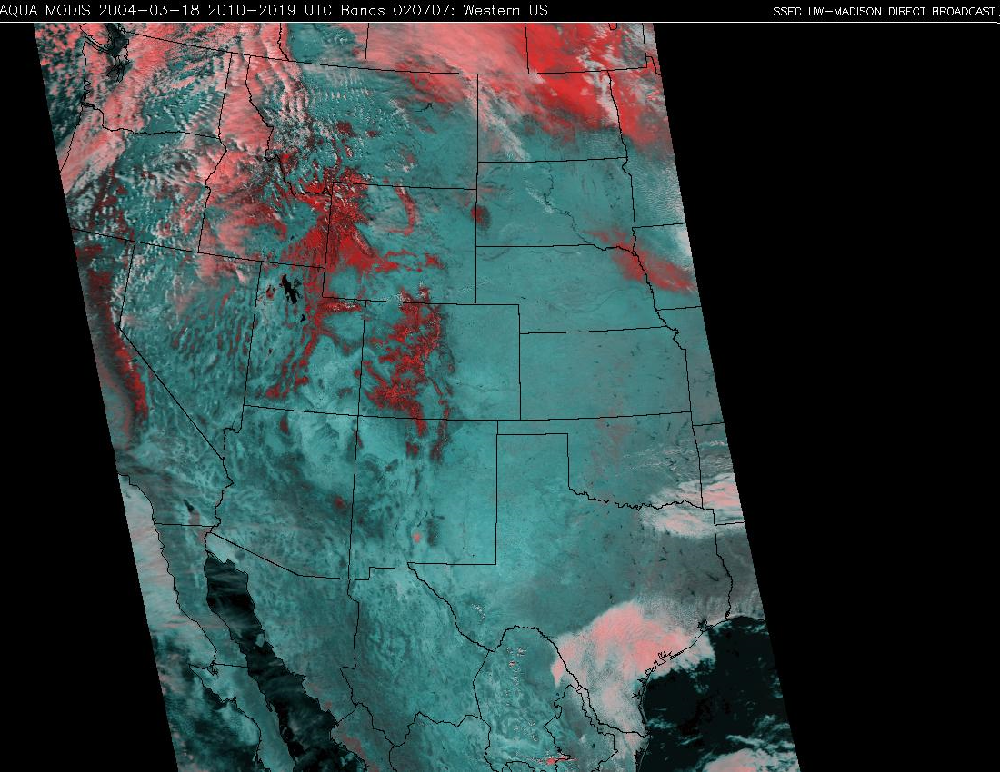 AQUA MODIS 2004-03-18 2010-2019 UTC Bands 020707: Western US
SSEC UW-MADISON DIRECT BROADCAST